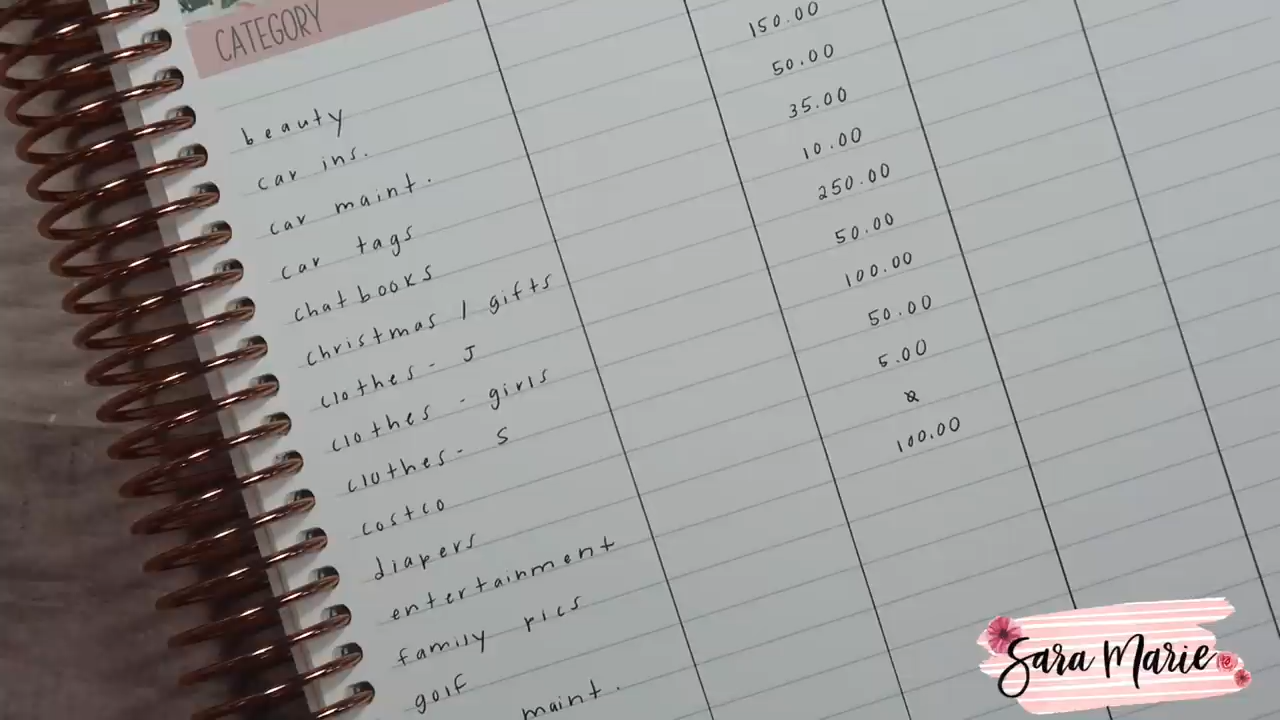 CATEGORY
beauty
car ins. 150.00
car maint. 50.00
car tags 35.00
chatbooks 10.00
christmas / gifts 250.00
clothes - J 50.00
clothes - girls 100.00
clothes - S 50.00
costco 5.00
diapers
entertainment 100.00
family pics
golf
maint.
Sara Marie